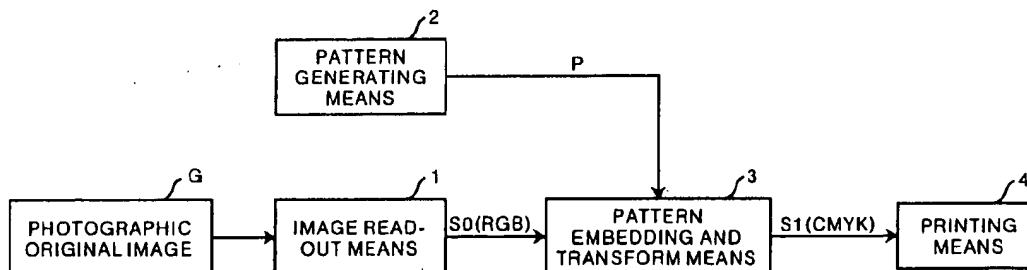 2
PATTERN
GENERATING
MEANS
P
G
PHOTOGRAPHIC
ORIGINAL IMAGE
1
IMAGE READ-
OUT MEANS
S0(RGB)
3
PATTERN
EMBEDDING AND
TRANSFORM MEANS
S1(CMYK)
4
PRINTING
MEANS